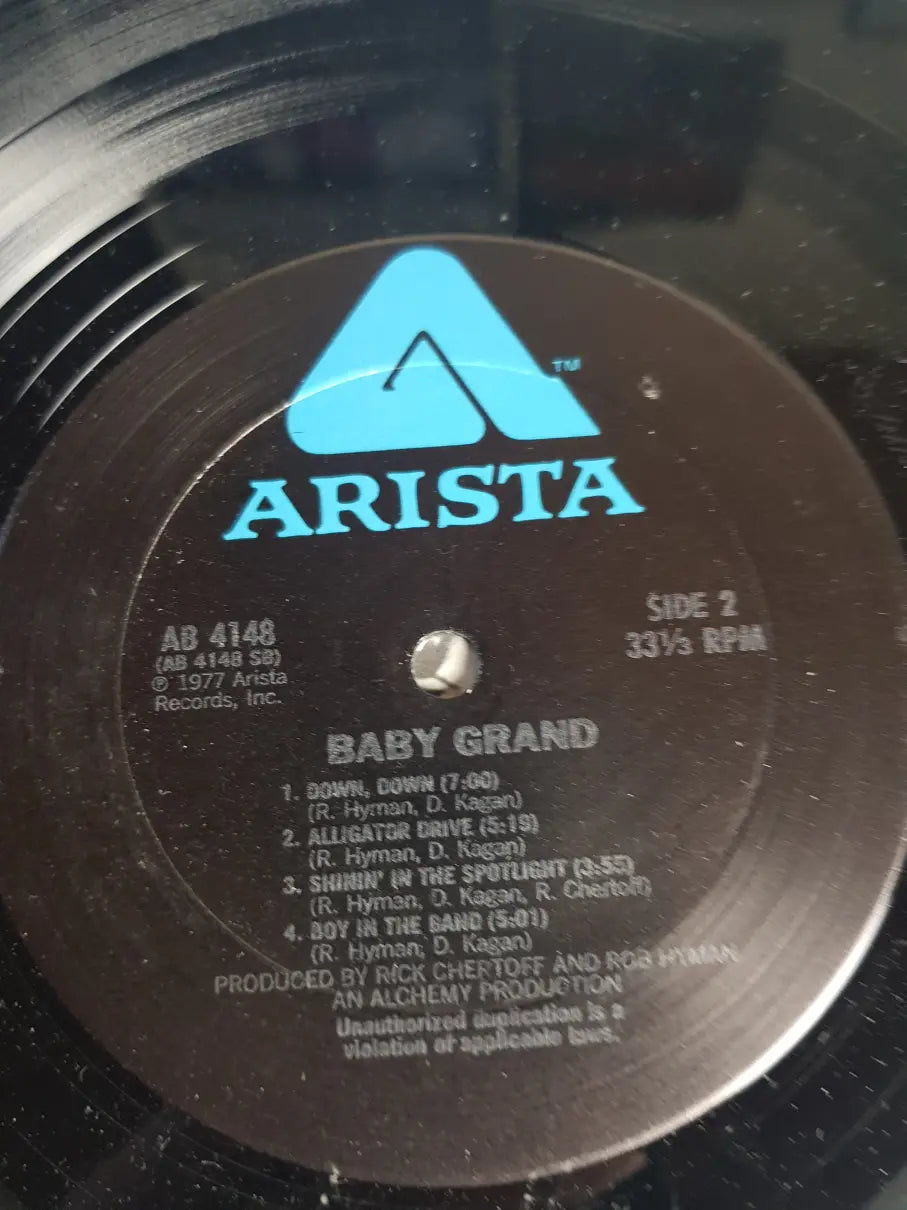 TM
ARISTA
AB 4148
(AB 4148 SB)
℗ 1977 Arista
Records, Inc.
SIDE 2
33⅓ RPM
BABY GRAND
1. DOWN, DOWN (7:00)
(R. Hyman, D. Kagan)
2. ALLIGATOR DRIVE (5:19)
(R. Hyman, D. Kagan)
3. SHININ' IN THE SPOTLIGHT (3:55)
(R. Hyman, D. Kagan, R. Chertoff)
4. BOY IN THE BAND (5:01)
(R. Hyman, D. Kagan)
PRODUCED BY RICK CHERTOFF AND ROB HYMAN
AN ALCHEMY PRODUCTION
Unauthorized duplication is a
violation of applicable laws.